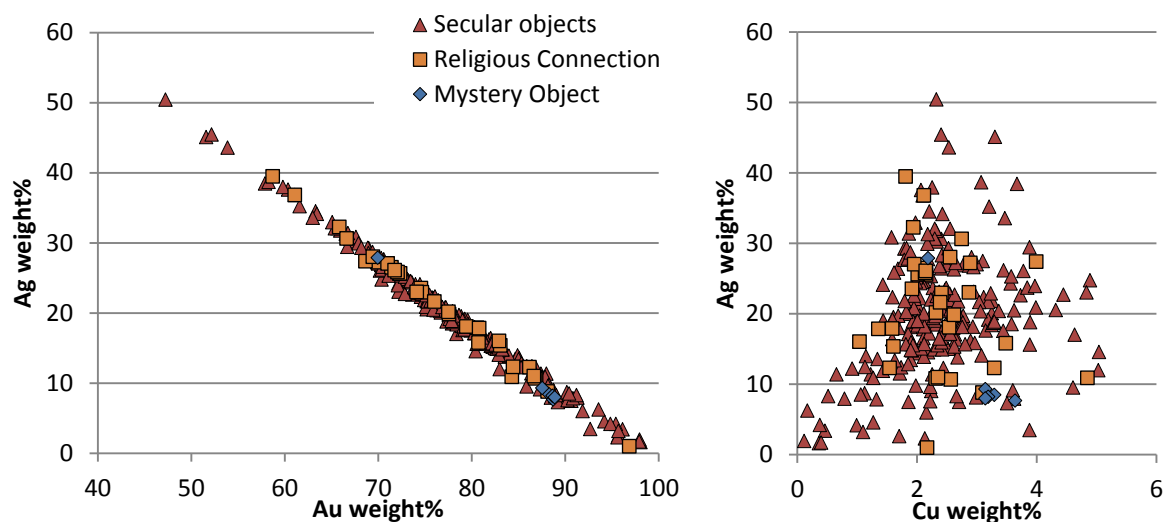 Secular objects
Religious Connection
Mystery Object
Ag weight%
60
50
40
30
20
10
0
40 50 60 70 80 90 100
Au weight%
Ag weight%
60
50
40
30
20
10
0
0 2 4 6
Cu weight%